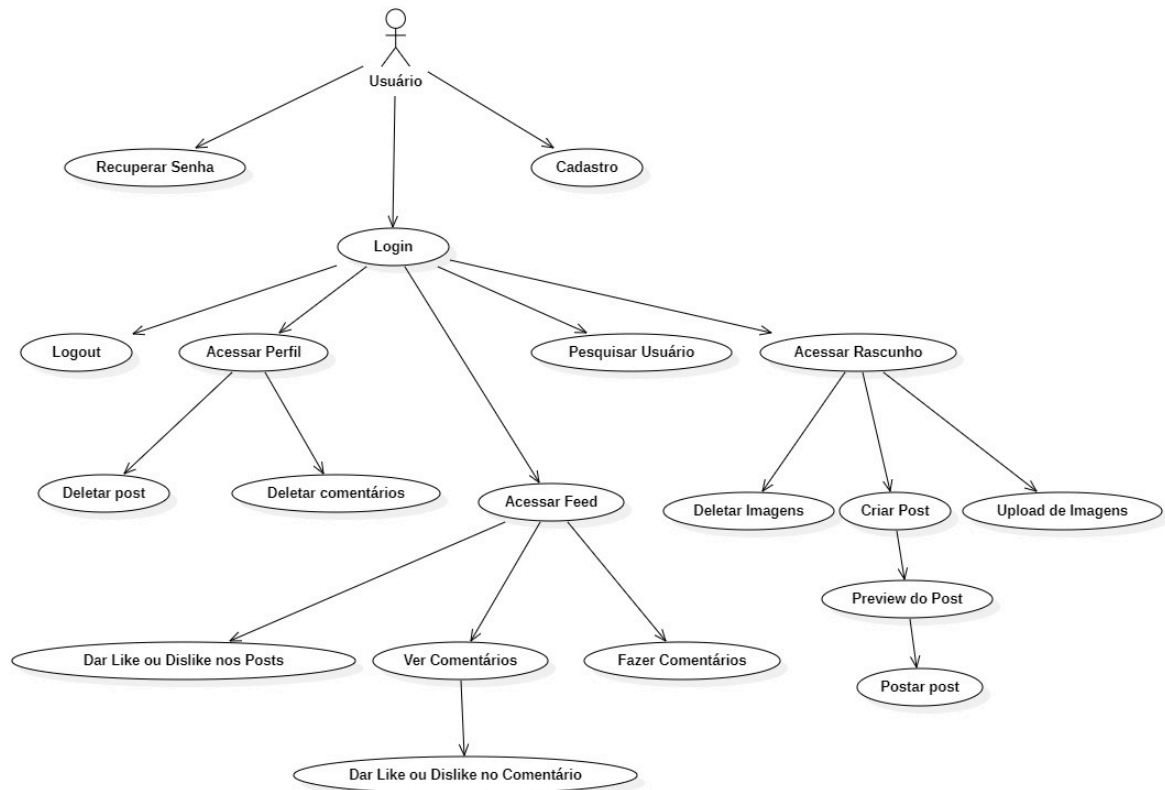 Usuário
Recuperar Senha
Cadastro
Login
Logout
Acessar Perfil
Pesquisar Usuário
Acessar Rascunho
Deletar post
Deletar comentários
Acessar Feed
Deletar Imagens
Criar Post
Upload de Imagens
Preview do Post
Dar Like ou Dislike nos Posts
Ver Comentários
Fazer Comentários
Postar post
Dar Like ou Dislike no Comentário